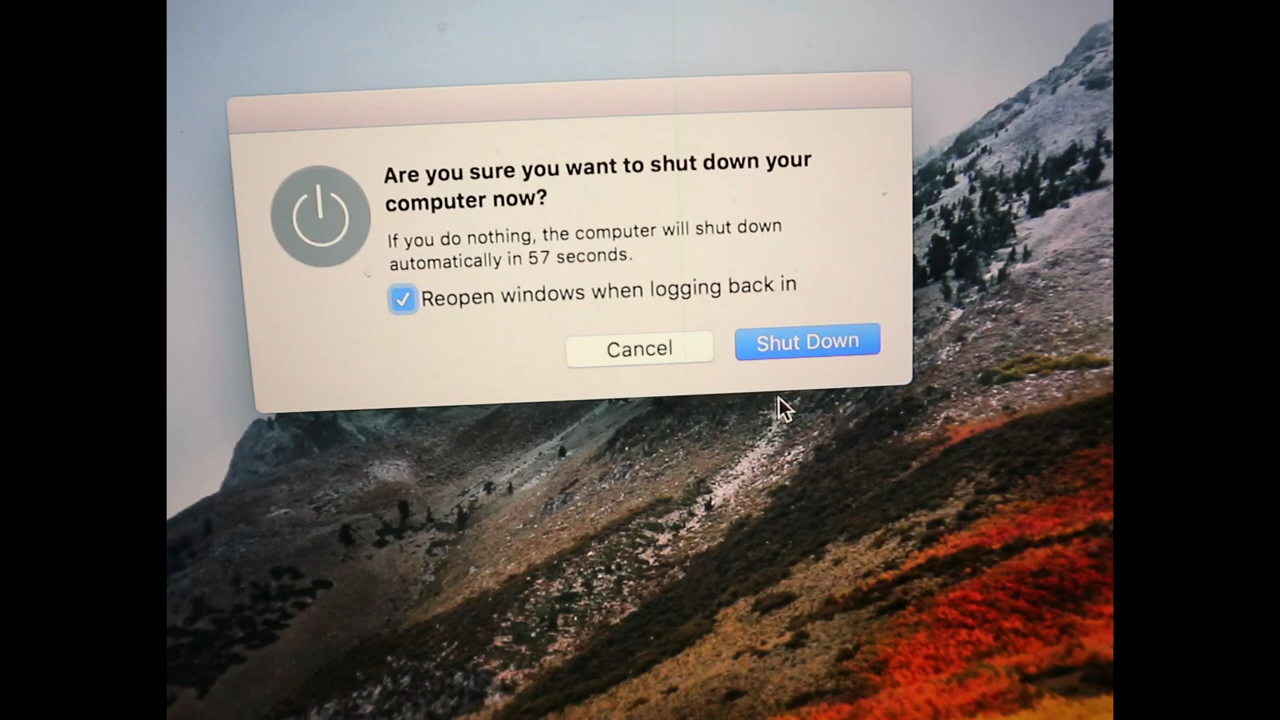 Are you sure you want to shut down your
computer now?
If you do nothing, the computer will shut down
automatically in 57 seconds.
Reopen windows when logging back in
Cancel
Shut Down